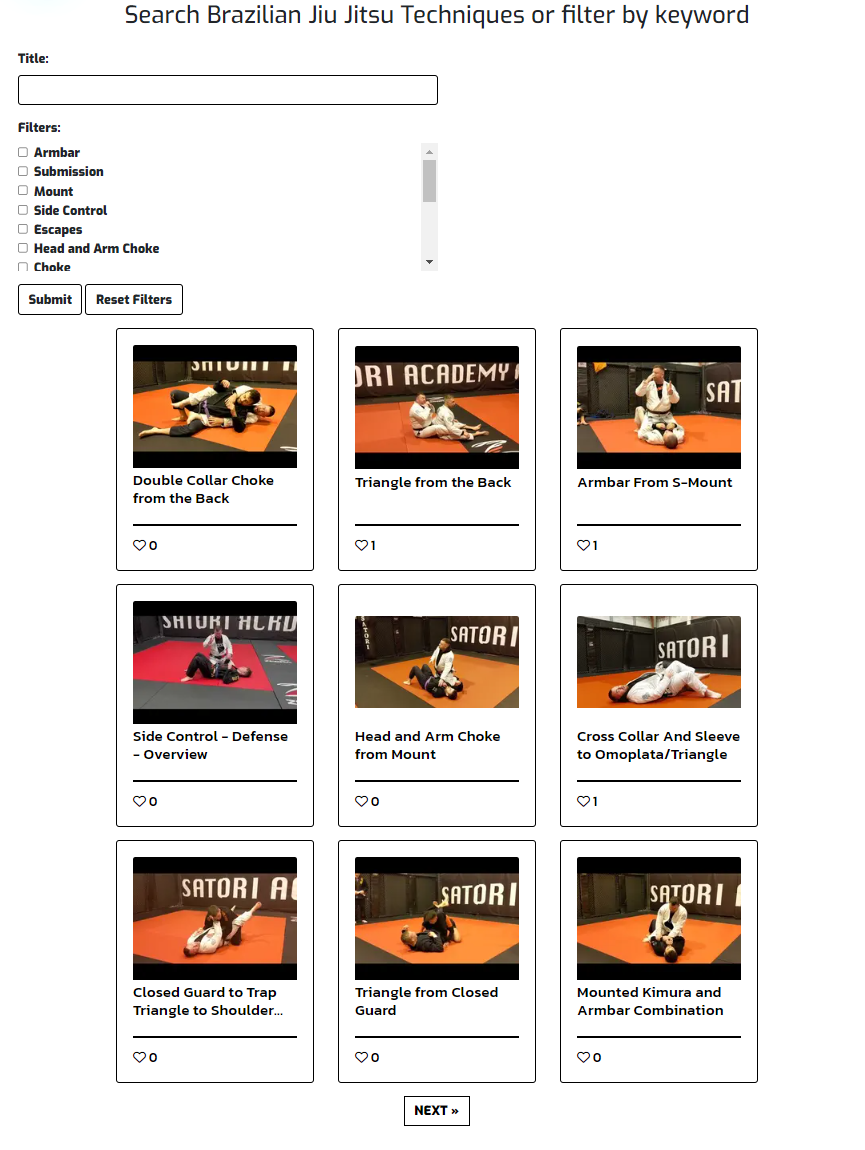 Search Brazilian Jiu Jitsu Techniques or filter by keyword
Title:
Filters:
Armbar
Submission
Mount
Side Control
Escapes
Head and Arm Choke
Choke
Submit
Reset Filters
SATORI
ORI ACADEMY
SAT
Double Collar Choke
from the Back
Triangle from the Back
Armbar From S-Mount
0
1
1
SATORI ACAD
SATORI
SATORI
SATORI
Side Control - Defense
- Overview
Head and Arm Choke
from Mount
Cross Collar And Sleeve
to Omoplata/Triangle
0
0
1
SATORI A
SATORI
SATORI
Closed Guard to Trap
Triangle to Shoulder...
Triangle from Closed
Guard
Mounted Kimura and
Armbar Combination
0
0
0
NEXT »